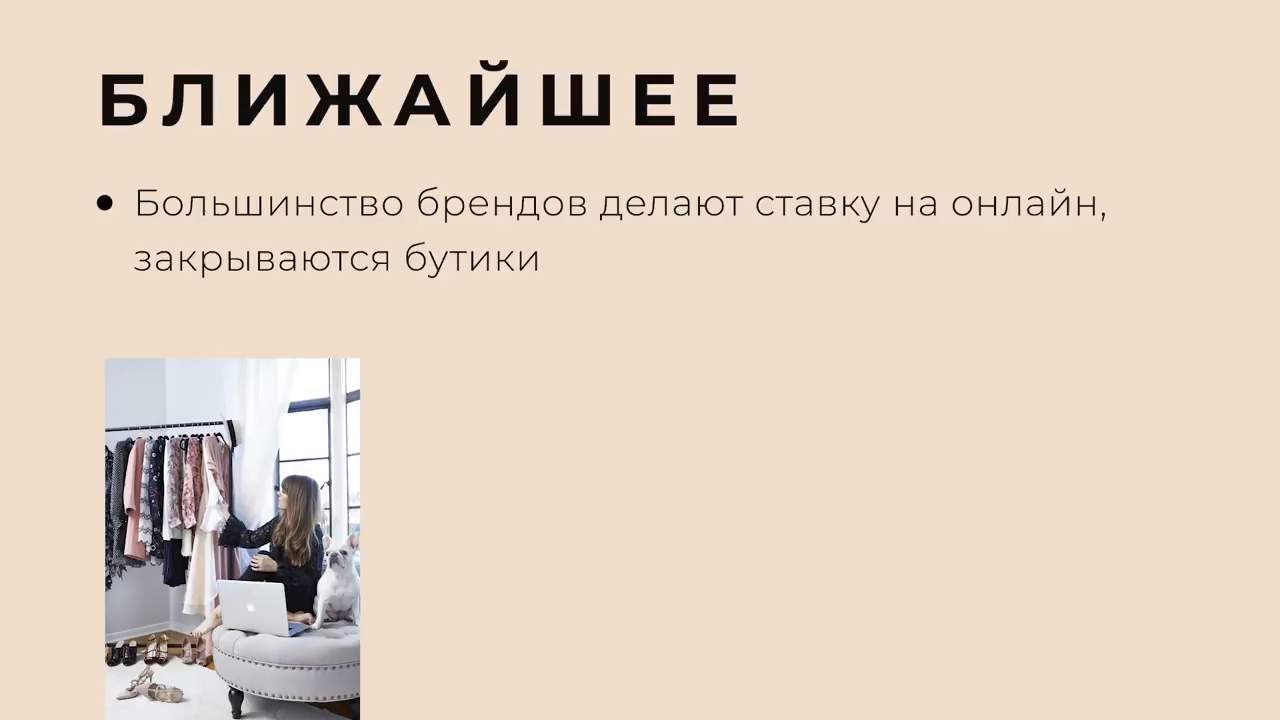 БЛИЖАЙШЕЕ
Большинство брендов делают ставку на онлайн,
закрываются бутики